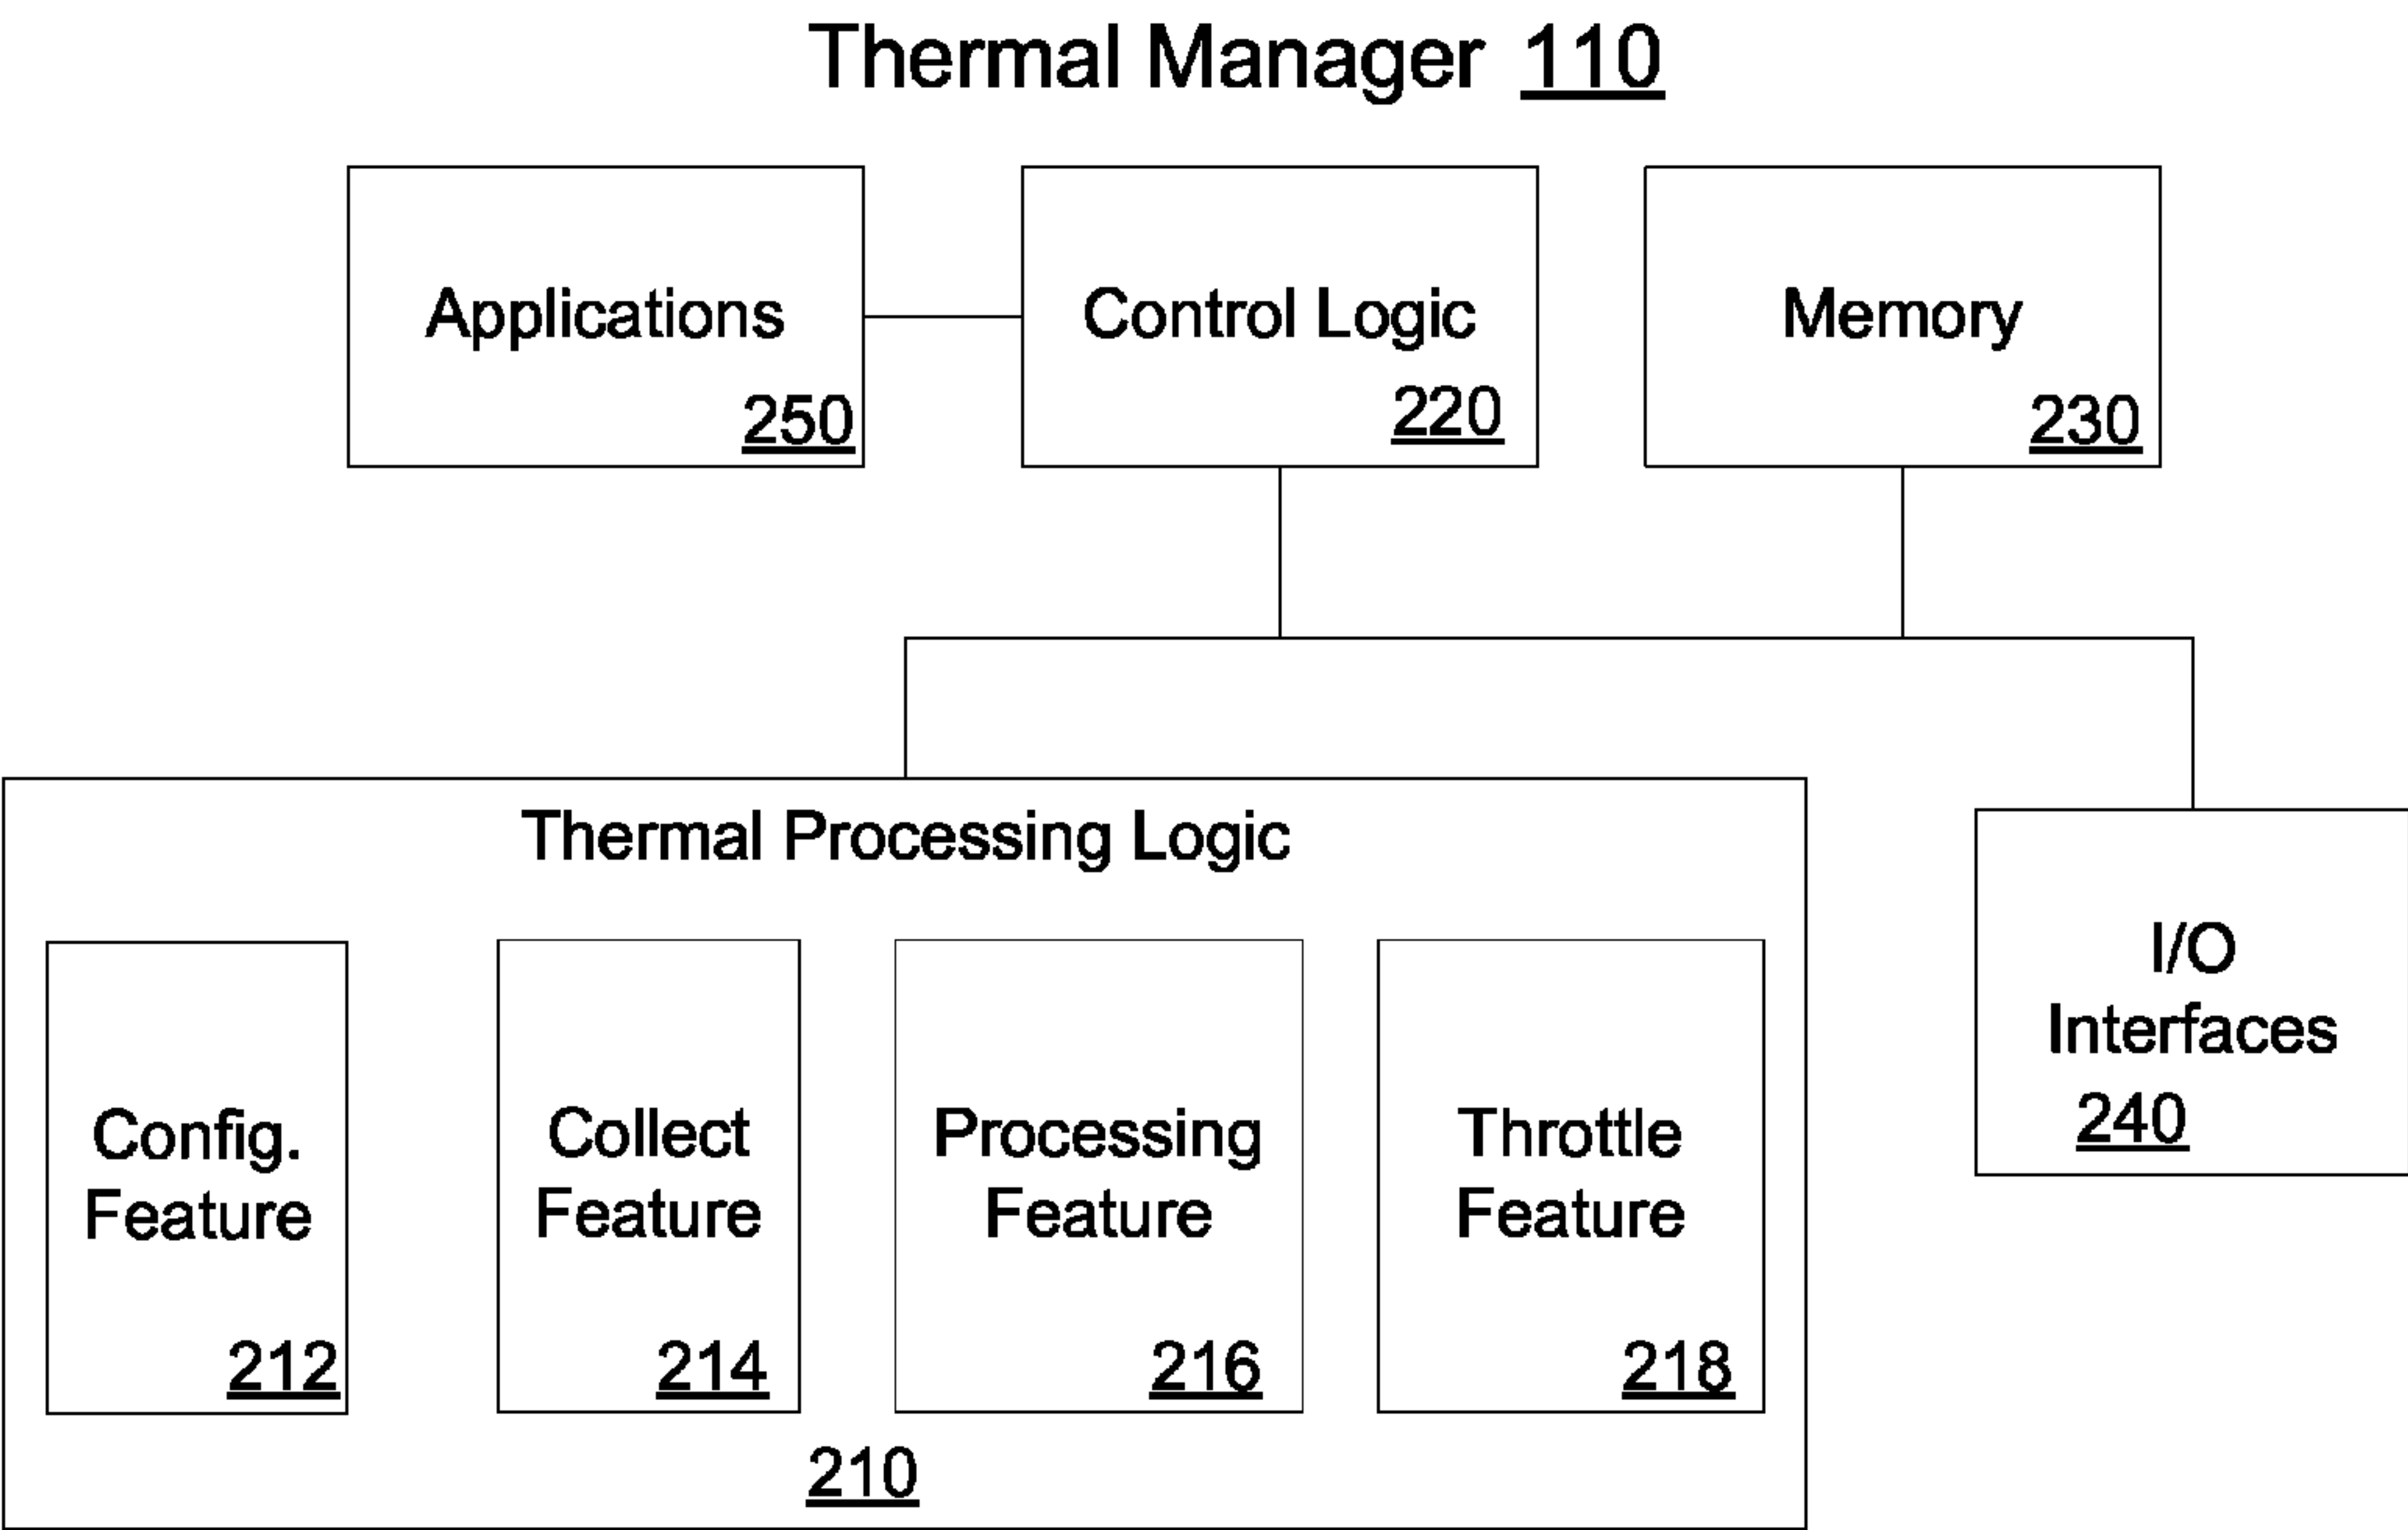 Thermal Manager 110
Applications
250
Control Logic
220
Memory
230
Thermal Processing Logic
Config.
Feature
212
Collect
Feature
214
Processing
Feature
216
Throttle
Feature
218
210
I/O
Interfaces
240